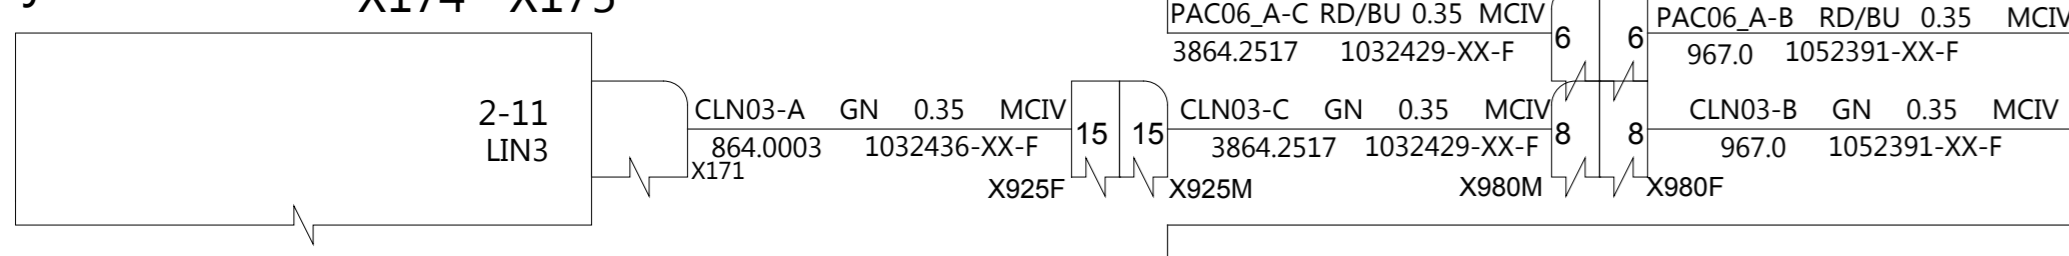 X174 X175
PAC06_A-C RD/BU 0.35 MCIV
3864.2517 1032429-XX-F
6 6
PAC06_A-B RD/BU 0.35 MCIV
967.0 1052391-XX-F
2-11
LIN3
CLN03-A GN 0.35 MCIV
864.0003 1032436-XX-F
X171
15 15
X925F X925M
CLN03-C GN 0.35 MCIV
3864.2517 1032429-XX-F
8 8
X980M X980F
CLN03-B GN 0.35 MCIV
967.0 1052391-XX-F